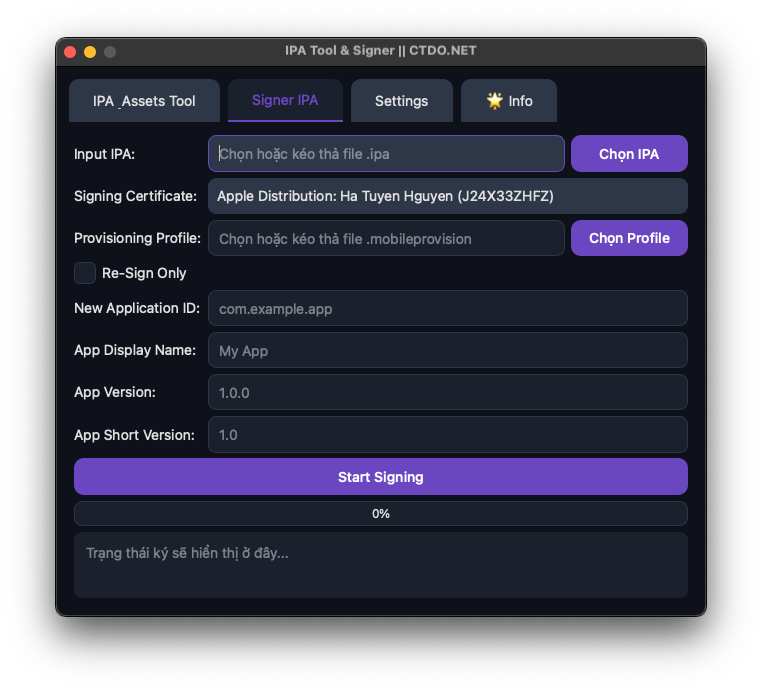 IPA Tool & Signer || CTDO.NET
IPA_Assets Tool
Signer IPA
Settings
🌟 Info
Input IPA:
Chọn hoặc kéo thả file .ipa
Chọn IPA
Signing Certificate:
Apple Distribution: Ha Tuyen Hguyen (J24X33ZHFZ)
Provisioning Profile:
Chọn hoặc kéo thả file .mobileprovision
Chọn Profile
Re-Sign Only
New Application ID:
com.example.app
App Display Name:
My App
App Version:
1.0.0
App Short Version:
1.0
Start Signing
0%
Trạng thái ký sẽ hiển thị ở đây...